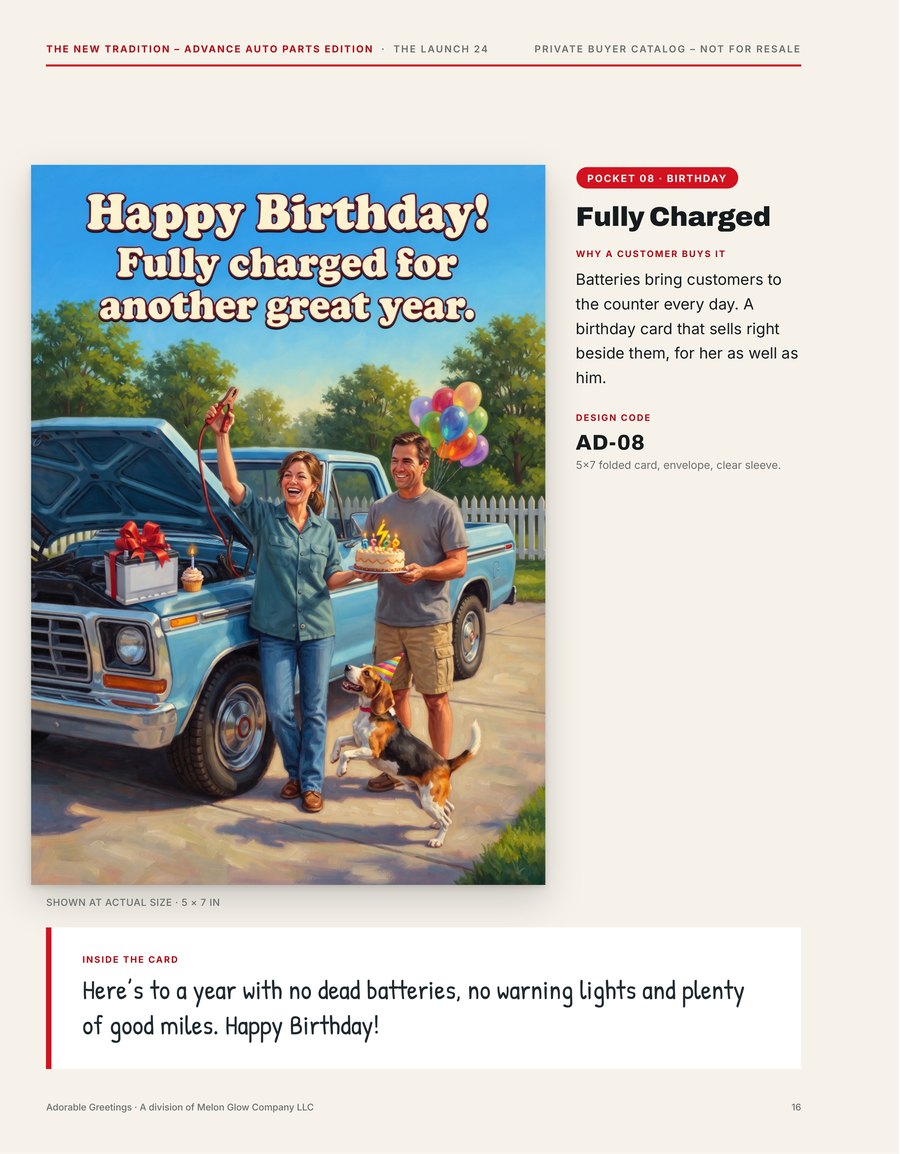 THE NEW TRADITION – ADVANCE AUTO PARTS EDITION · THE LAUNCH 24
PRIVATE BUYER CATALOG – NOT FOR RESALE
Happy Birthday!
Fully charged for
another great year.
POCKET 08 · BIRTHDAY
Fully Charged
WHY A CUSTOMER BUYS IT
Batteries bring customers to
the counter every day. A
birthday card that sells right
beside them, for her as well as
him.
DESIGN CODE
AD-08
5×7 folded card, envelope, clear sleeve.
SHOWN AT ACTUAL SIZE · 5 × 7 IN
INSIDE THE CARD
Here's to a year with no dead batteries, no warning lights and plenty
of good miles. Happy Birthday!
Adorable Greetings · A division of Melon Glow Company LLC
16